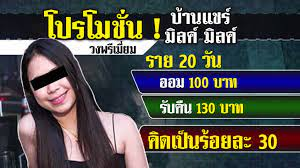 โปรโมชั่น !
วงพรีเมี่ยม
บ้านแชร์
มิลค์ มิลค์
ราย 20 วัน
ออม 100 บาท
รับคืน 130 บาท
คิดเป็นร้อยละ 30